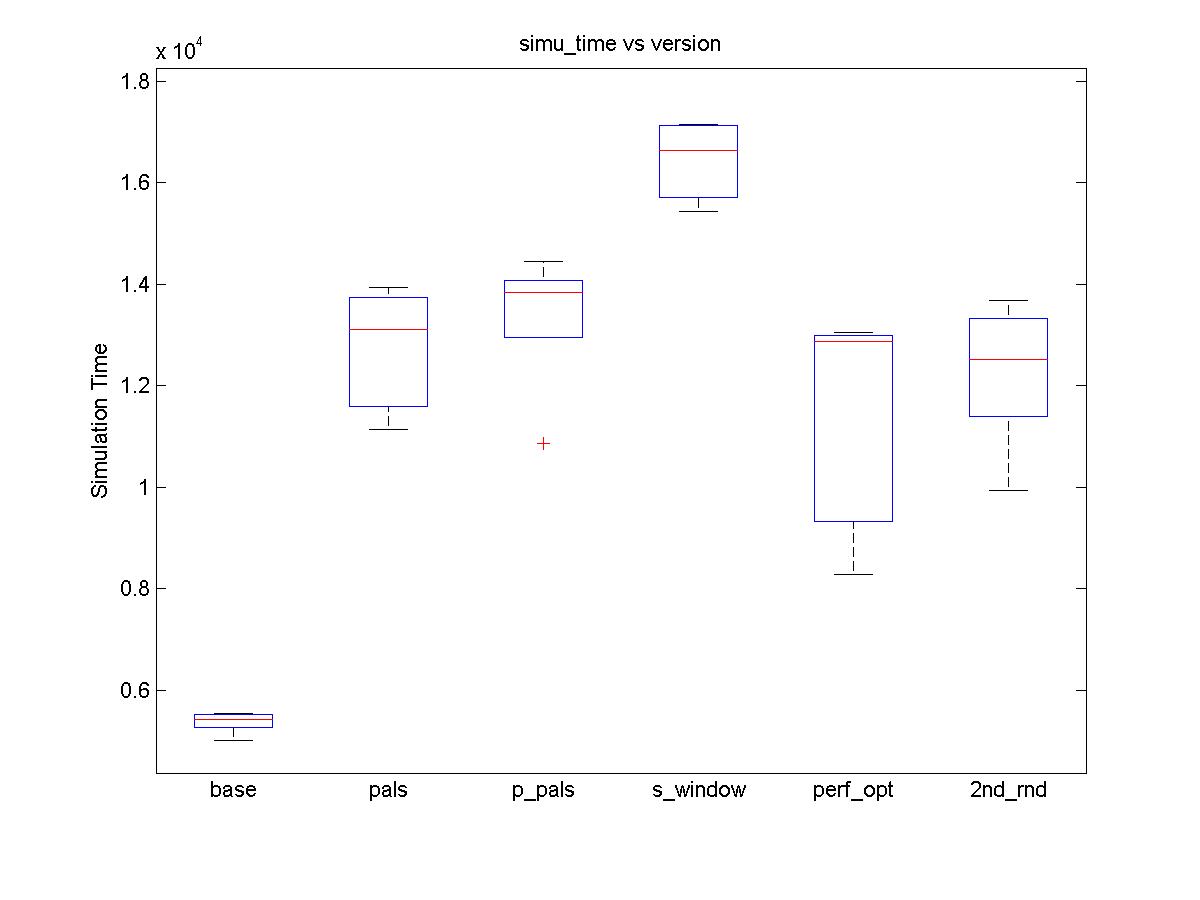 simu_time vs version
x 10^4
1.8
1.6
1.4
1.2
1
0.8
0.6
Simulation Time
base pals p_pals s_window perf_opt 2nd_rnd